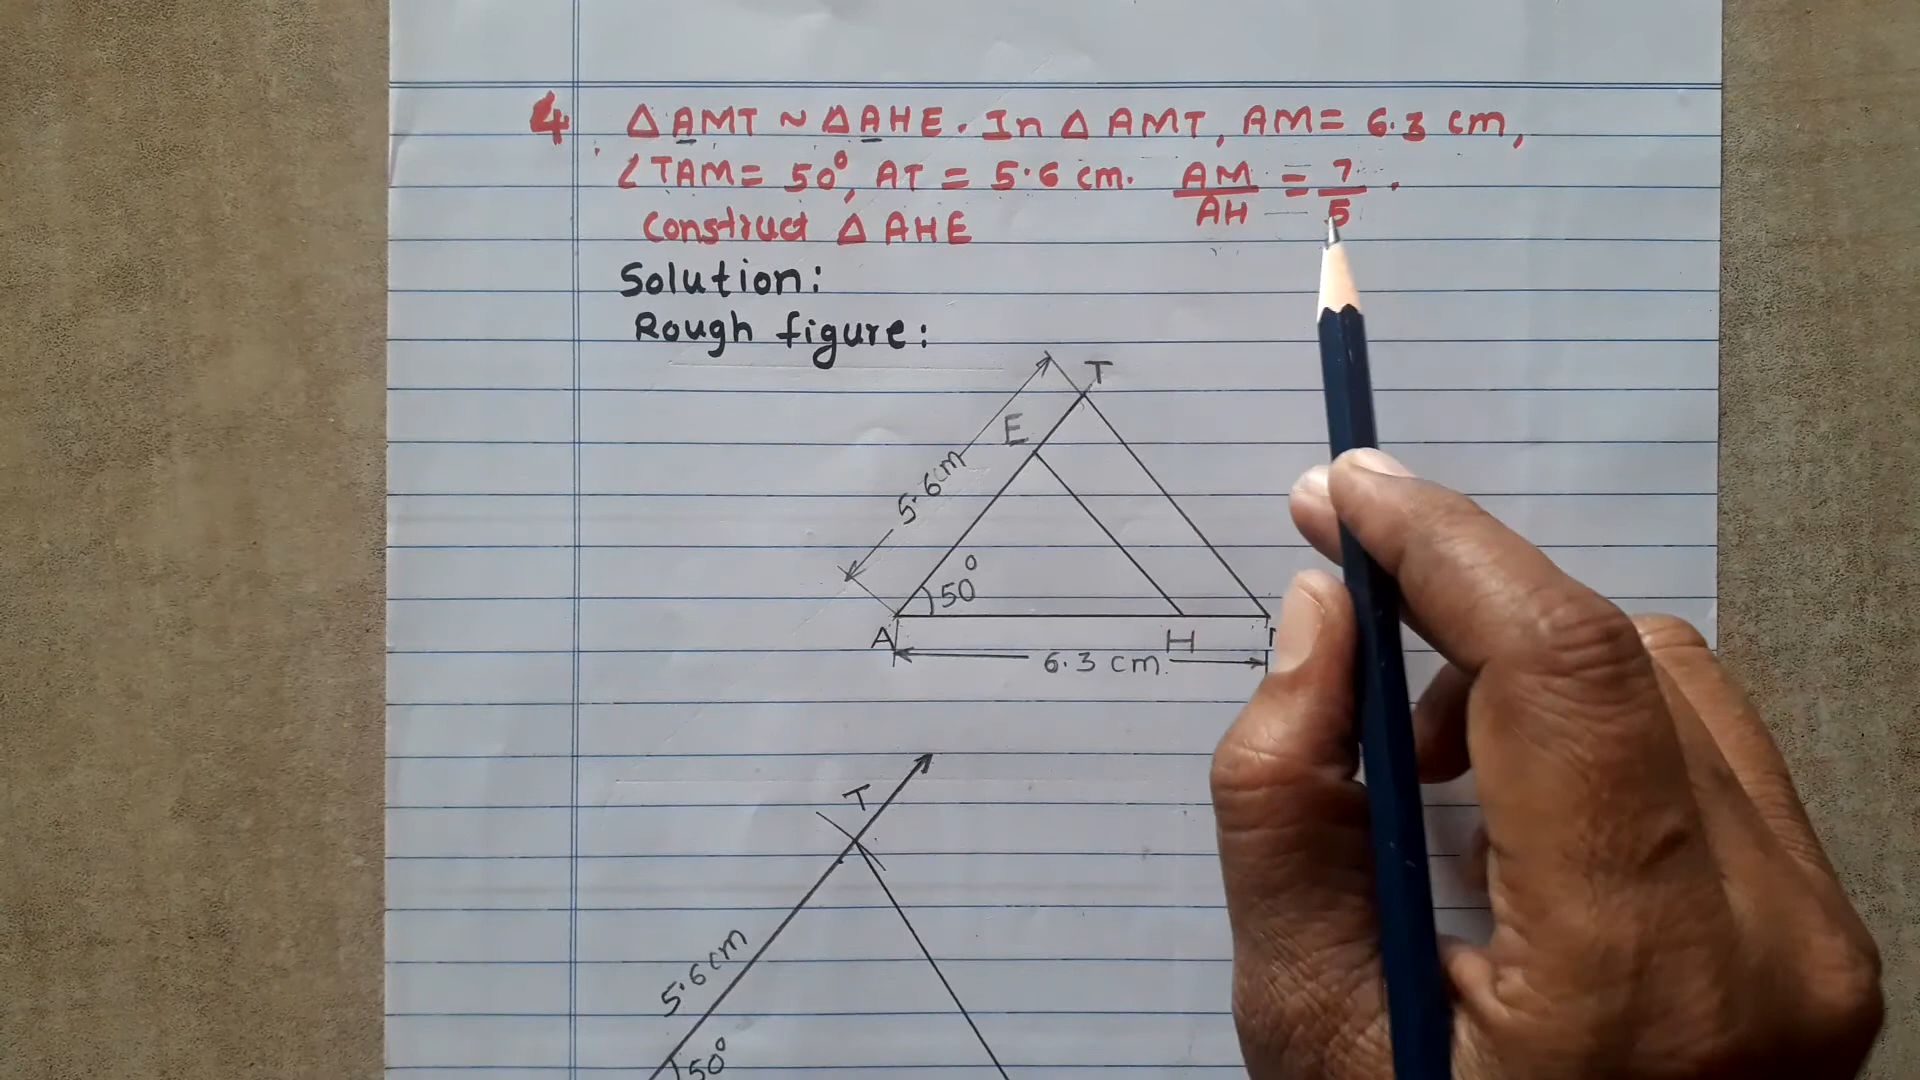 4. △ AMT ~ △ AHE. In △ AMT, AM = 6.3 cm,
∠TAM = 50°, AT = 5.6 cm. AM/AH = 7/5.
Construct △ AHE
Solution:
Rough figure:
T
E
5.6 cm
50°
A H
6.3 cm.
T
5.6 cm
50°